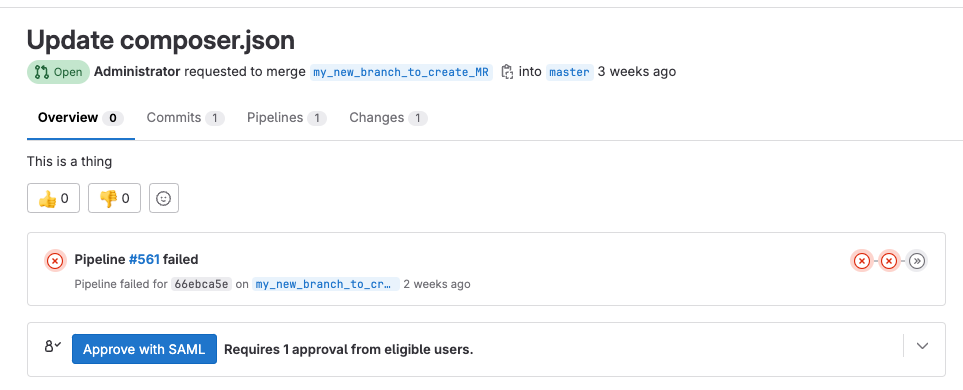 Update composer.json
Open Administrator requested to merge my_new_branch_to_create_MR into master 3 weeks ago
Overview 0 Commits 1 Pipelines 1 Changes 1
This is a thing
👍 0 👎 0
Pipeline #561 failed
Pipeline failed for 66ebca5e on my_new_branch_to_cr… 2 weeks ago
Approve with SAML Requires 1 approval from eligible users.